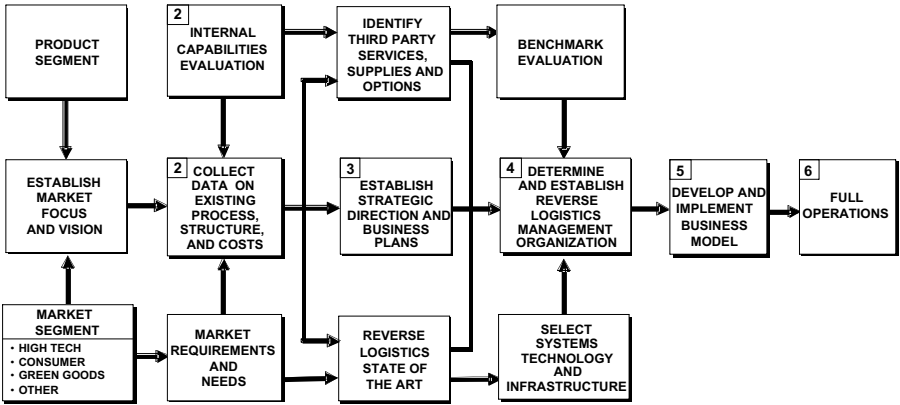 PRODUCT
SEGMENT
2
INTERNAL
CAPABILITIES
EVALUATION
IDENTIFY
THIRD PARTY
SERVICES,
SUPPLIES AND
OPTIONS
BENCHMARK
EVALUATION
ESTABLISH
MARKET
FOCUS
AND VISION
2
COLLECT
DATA ON
EXISTING
PROCESS,
STRUCTURE,
AND COSTS
3
ESTABLISH
STRATEGIC
DIRECTION AND
BUSINESS
PLANS
4
DETERMINE
AND ESTABLISH
REVERSE
LOGISTICS
MANAGEMENT
ORGANIZATION
5
DEVELOP AND
IMPLEMENT
BUSINESS
MODEL
6
FULL
OPERATIONS
MARKET
SEGMENT
• HIGH TECH
• CONSUMER
• GREEN GOODS
• OTHER
MARKET
REQUIREMENTS
AND
NEEDS
REVERSE
LOGISTICS
STATE OF
THE ART
SELECT
SYSTEMS
TECHNOLOGY
AND
INFRASTRUCTURE